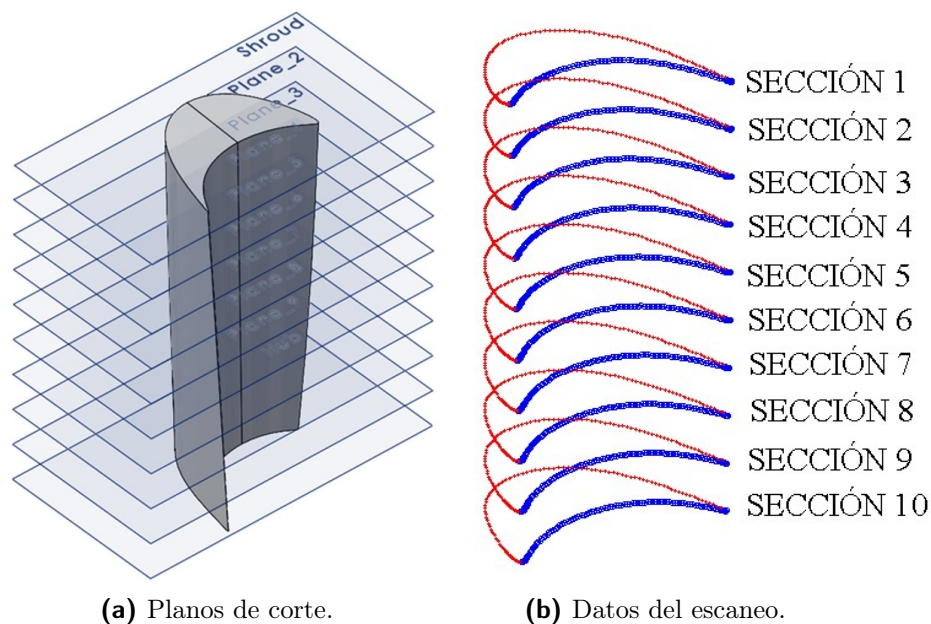 Shroud
Plane_2
Plane_3
SECCIÓN 1
SECCIÓN 2
SECCIÓN 3
SECCIÓN 4
SECCIÓN 5
SECCIÓN 6
SECCIÓN 7
SECCIÓN 8
SECCIÓN 9
SECCIÓN 10
(a) Planos de corte.
(b) Datos del escaneo.